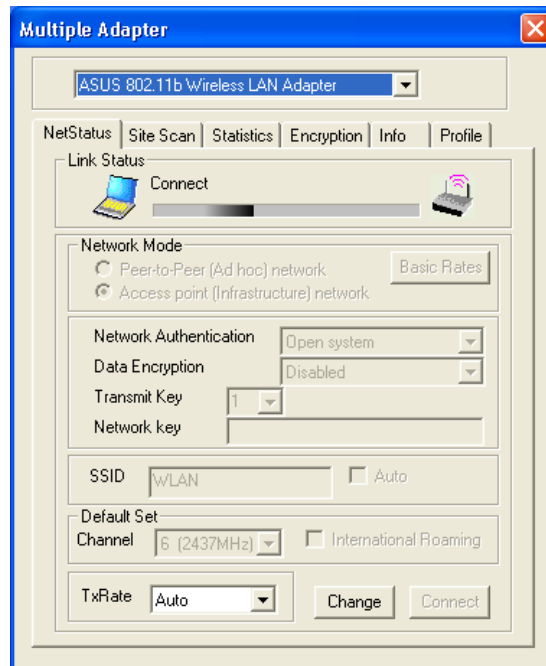 Multiple Adapter
ASUS 802.11b Wireless LAN Adapter
NetStatus Site Scan Statistics Encryption Info Profile
Link Status
Connect
Network Mode
Peer-to-Peer (Ad hoc) network
Basic Rates
Access point (Infrastructure) network
Network Authentication Open system
Data Encryption Disabled
Transmit Key 1
Network key
SSID WLAN Auto
Default Set
Channel 6 (2437MHz) International Roaming
TxRate Auto Change Connect